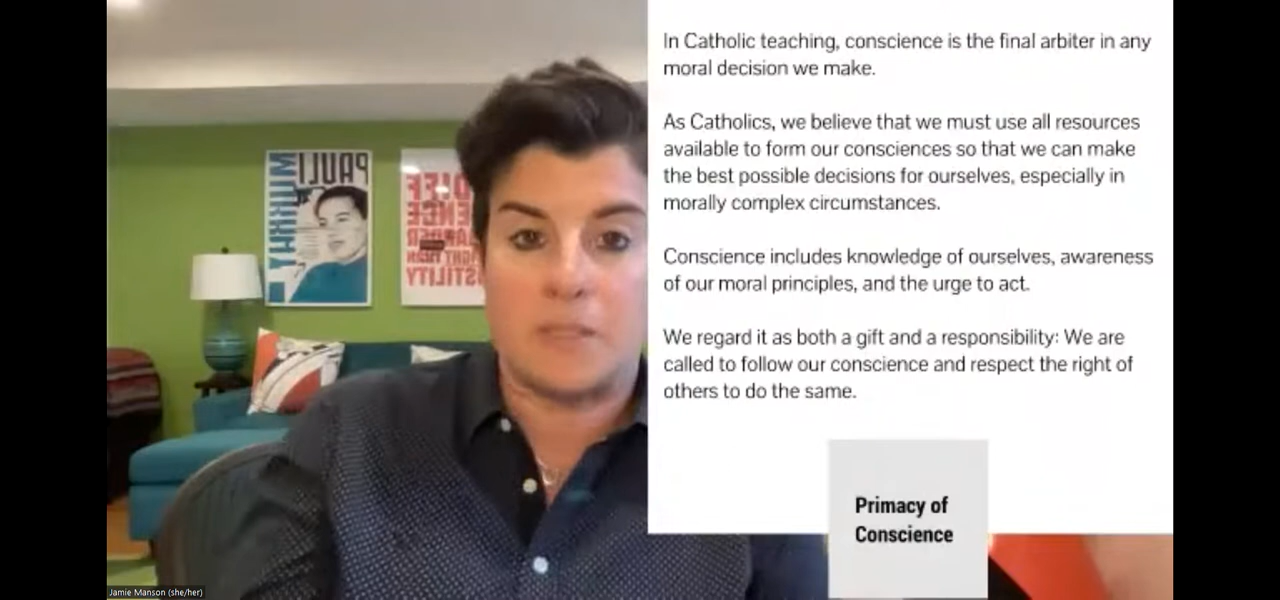 PAULI
MURRAY
In Catholic teaching, conscience is the final arbiter in any
moral decision we make.
As Catholics, we believe that we must use all resources
available to form our consciences so that we can make
the best possible decisions for ourselves, especially in
morally complex circumstances.
Conscience includes knowledge of ourselves, awareness
of our moral principles, and the urge to act.
We regard it as both a gift and a responsibility: We are
called to follow our conscience and respect the right of
others to do the same.
Primacy of
Conscience
Jamie Manson (she/her)